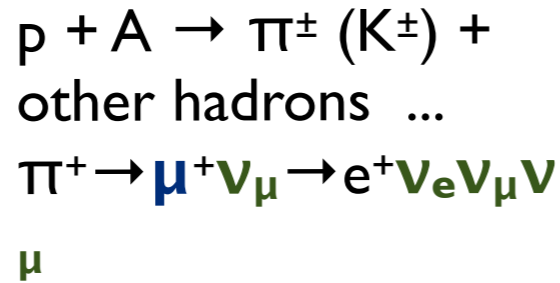 p + A → π± (K±) +
other hadrons ...
π+→μ+νμ→e+νeνμν
μ